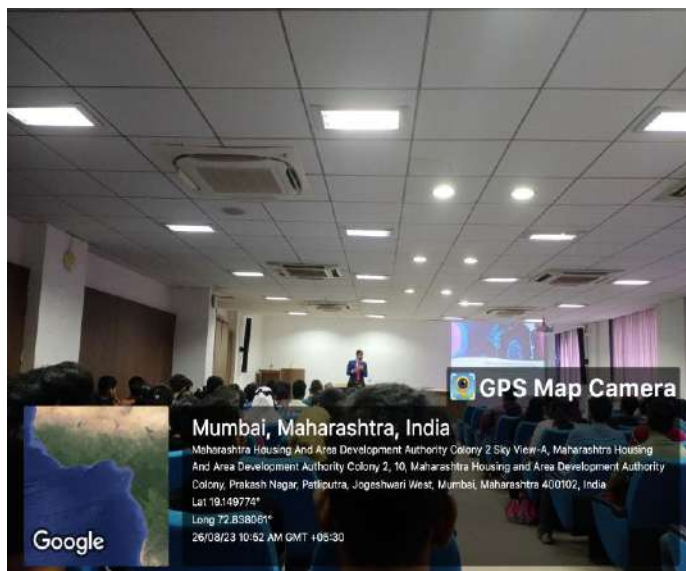 GPS Map Camera
Mumbai, Maharashtra, India
Maharashtra Housing And Area Development Authority Colony 2 Sky View-A, Maharashtra Housing
And Area Development Authority Colony 2, 10, Maharashtra Housing and Area Development Authority
Colony, Prakash Nagar, Patliputra, Jogeshwari West, Mumbai, Maharashtra 400102, India
Lat 19.149774°
Long 72.838061°
26/08/23 10:52 AM GMT +05:30
Google